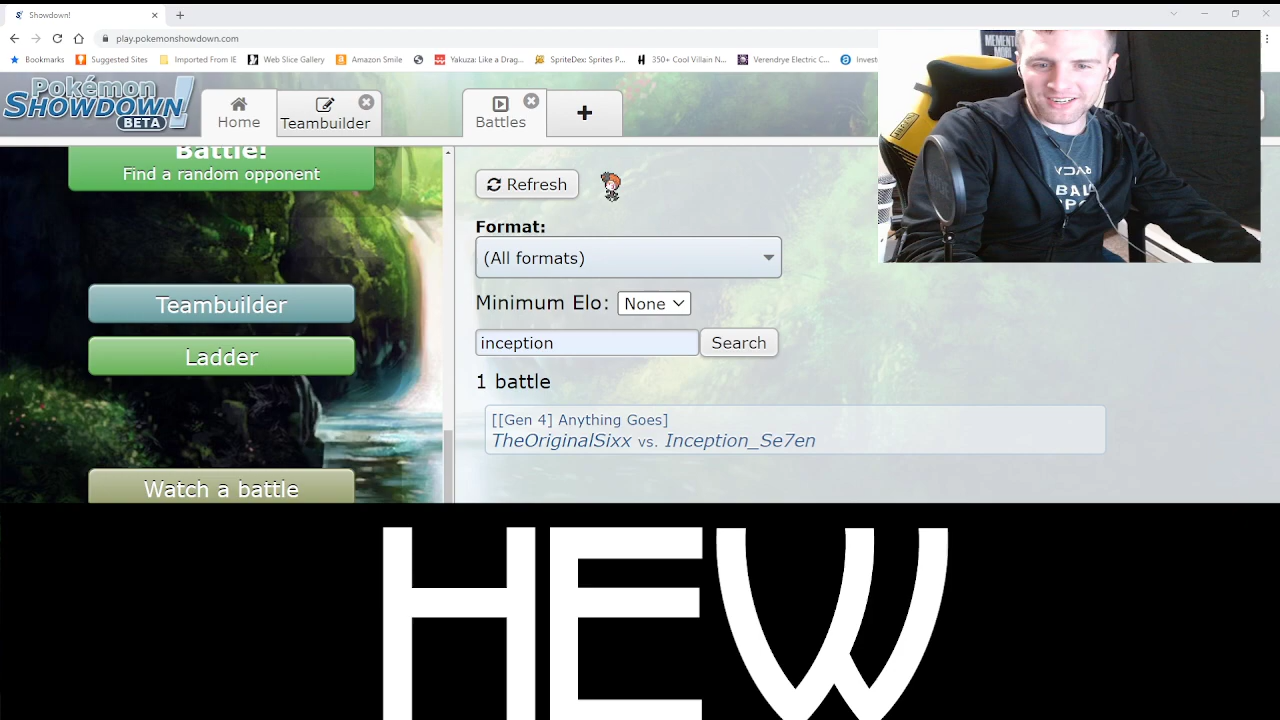 Showdown!
play.pokemonshowdown.com
Bookmarks
Suggested Sites
Imported From IE
Web Slice Gallery
Amazon Smile
Yakuza: Like a Drag...
SpriteDex: Sprites P...
350+ Cool Villain N...
Verendrye Electric C...
Invest
MEMENTO
MORI
Pokémon
SHOWDOWN!
BETA
Home
Teambuilder
Battles
Battle!
Find a random opponent
Teambuilder
Ladder
Watch a battle
Refresh
Format:
(All formats)
Minimum Elo: None
inception
Search
1 battle
[[Gen 4] Anything Goes]
TheOriginalSixx vs. Inception_Se7en
HEW